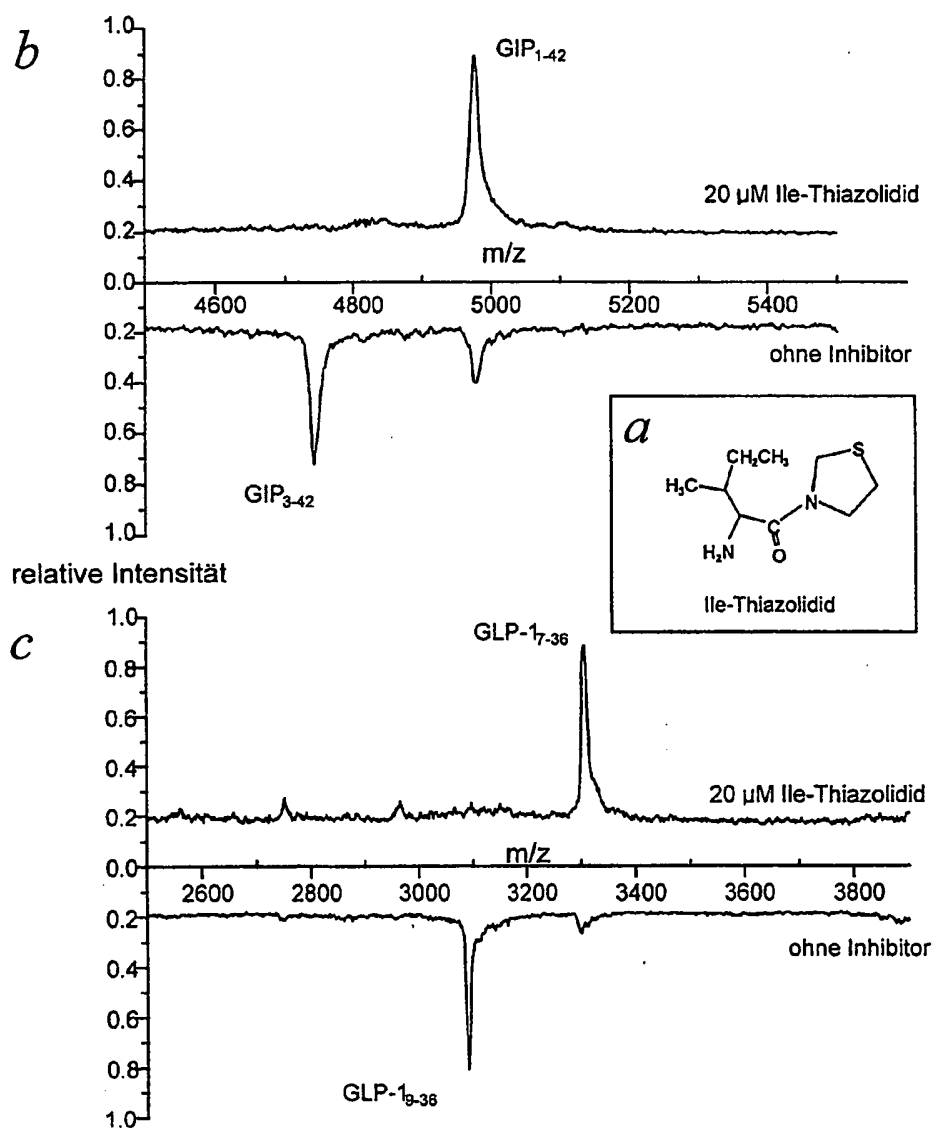 b
1.0
GIP1-42
0.8
0.6
0.4
20 µM Ile-Thiazolidid
0.2
m/z
0.0
4600 4800 5000 5200 5400
0.2
ohne Inhibitor
0.4
0.6
0.8
GIP3-42
1.0
a
CH2CH3
S
H3C
N
C
H2N
O
Ile-Thiazolidid
relative Intensität
c
1.0
GLP-17-36
0.8
0.6
0.4
20 µM Ile-Thiazolidid
0.2
m/z
0.0
2600 2800 3000 3200 3400 3600 3800
0.2
ohne Inhibitor
0.4
0.6
0.8
GLP-19-36
1.0